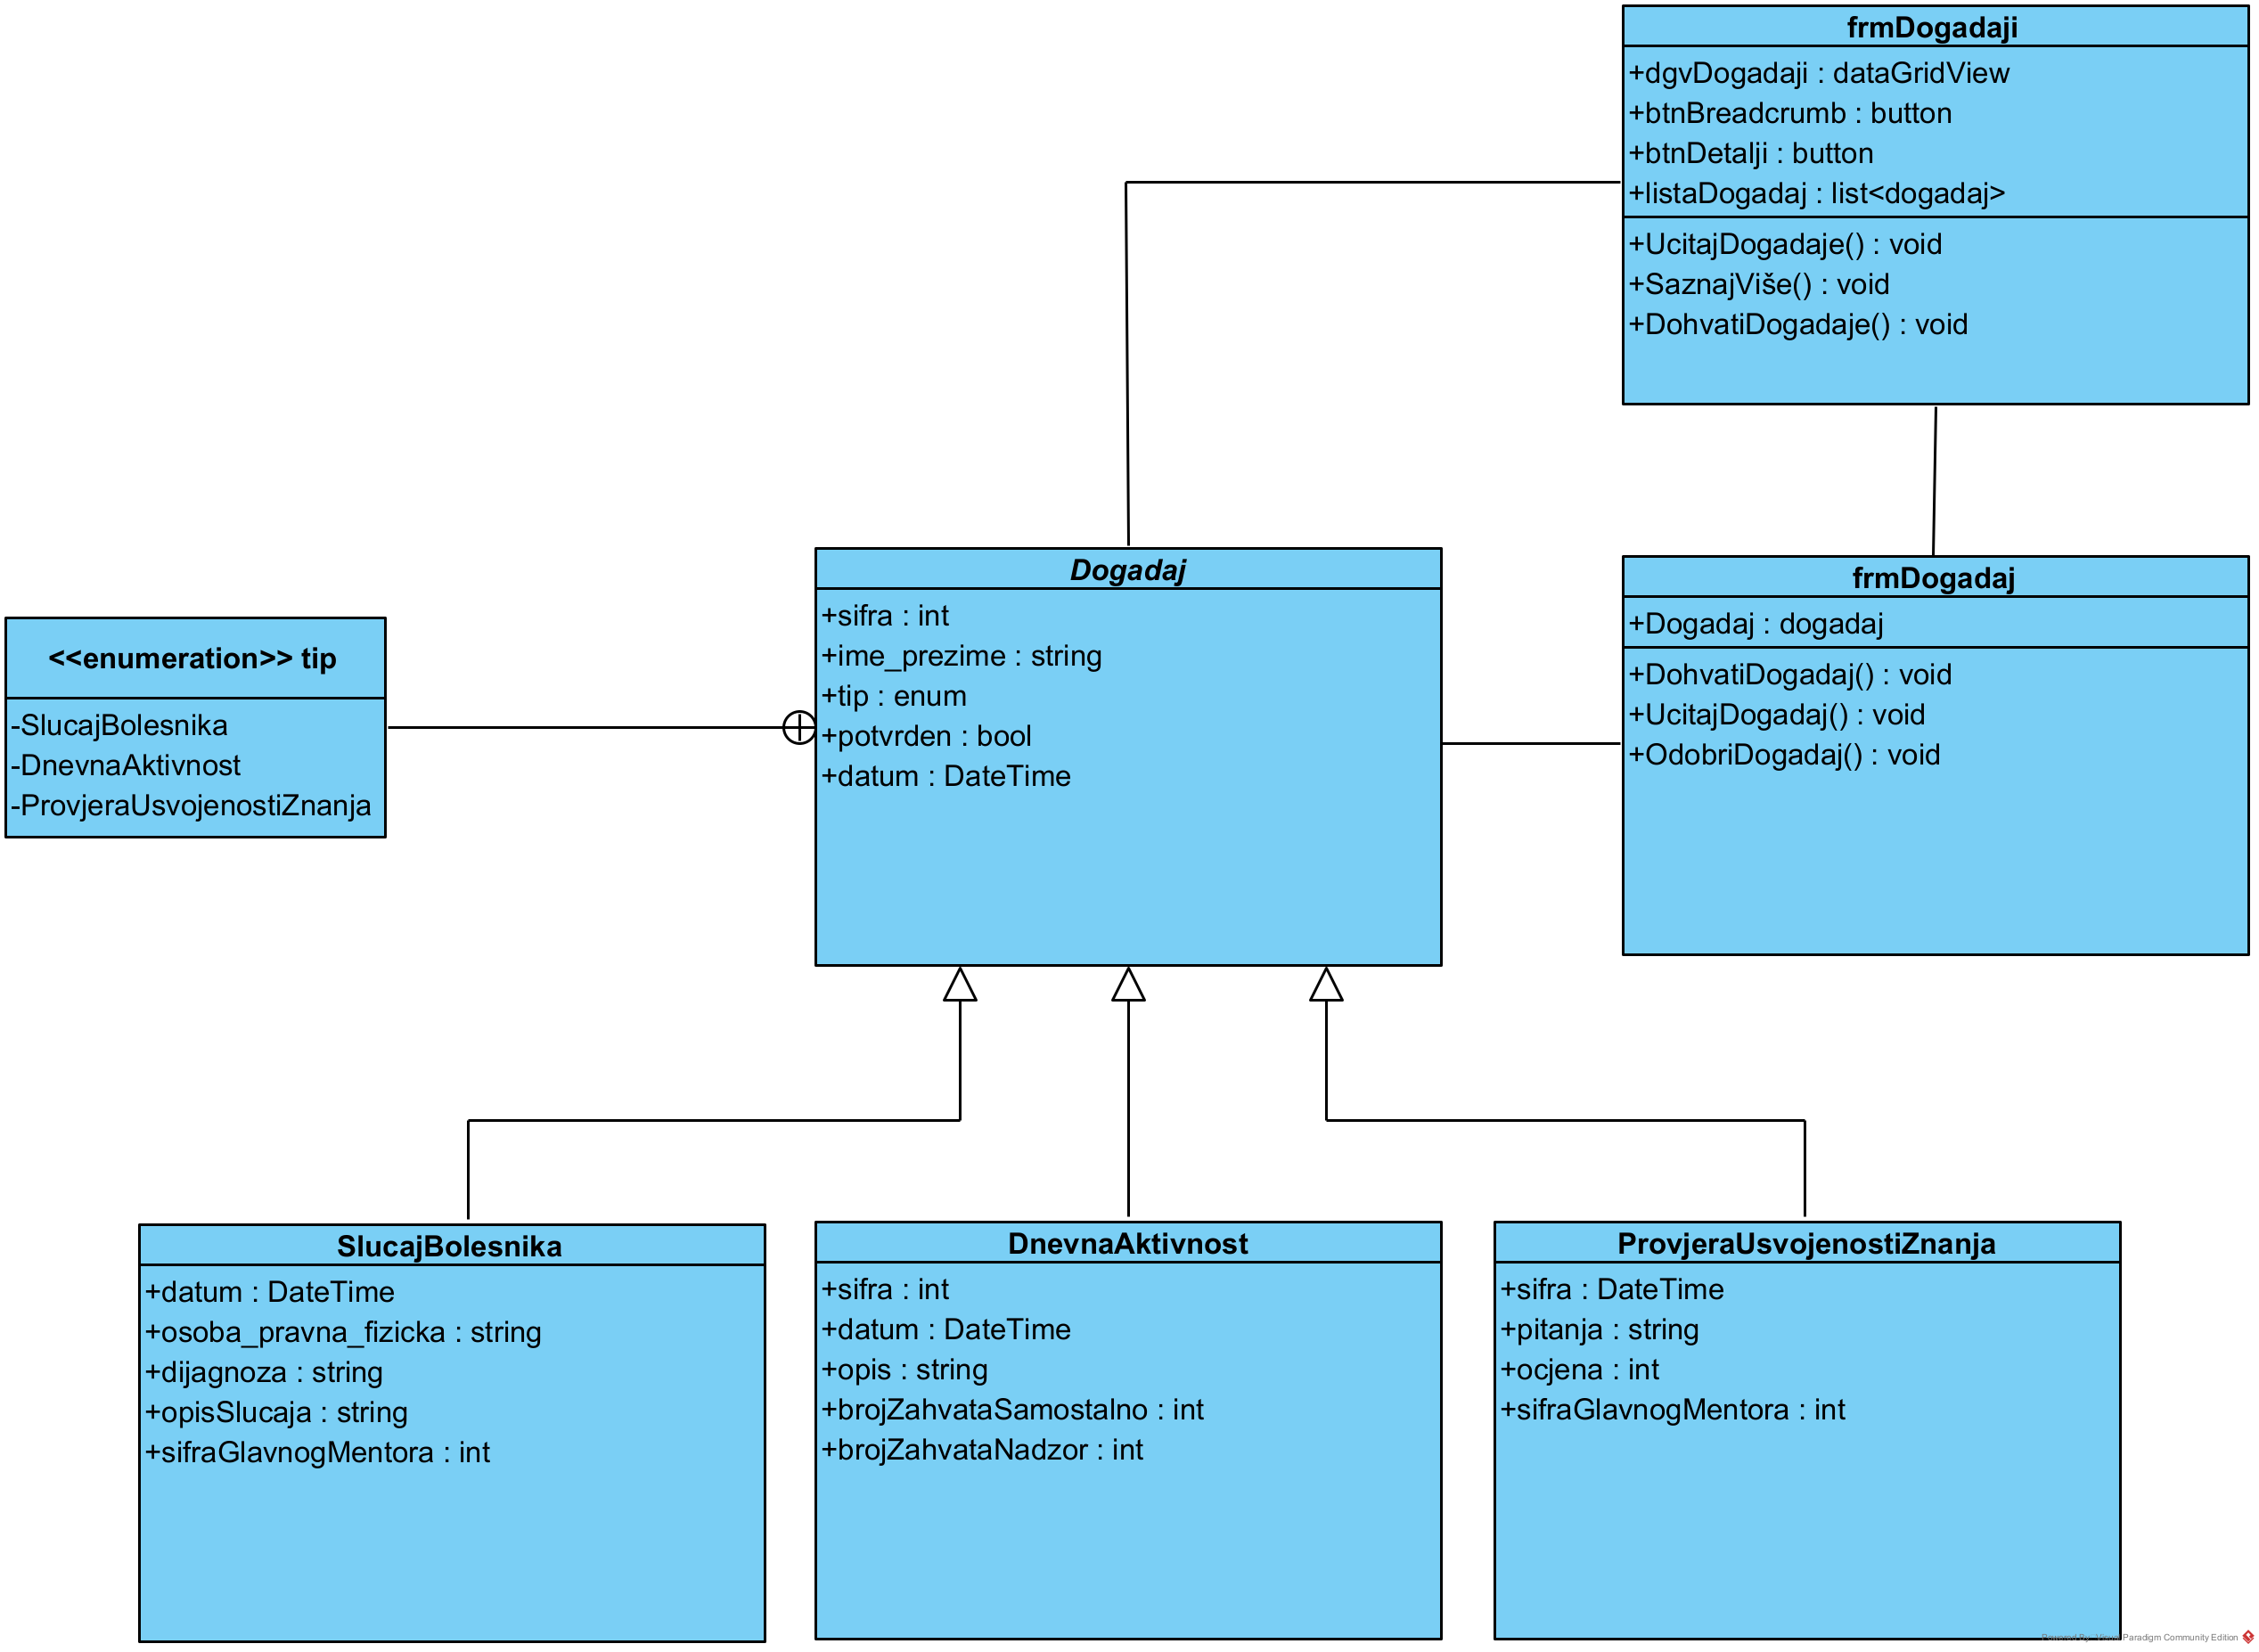 frmDogadaji
+dgvDogadaji : dataGridView
+btnBreadcrumb : button
+btnDetalji : button
+listaDogadaj : list<dogadaj>
+UcitajDogadaje() : void
+SaznajViše() : void
+DohvatiDogadaje() : void
Dogadaj
+sifra : int
+ime_prezime : string
+tip : enum
+potvrden : bool
+datum : DateTime
frmDogadaj
+Dogadaj : dogadaj
+DohvatiDogadaj() : void
+UcitajDogadaj() : void
+OdobriDogadaj() : void
<<enumeration>> tip
-SlucajBolesnika
-DnevnaAktivnost
-ProvjeraUsvojenostiZnanja
SlucajBolesnika
+datum : DateTime
+osoba_pravna_fizicka : string
+dijagnoza : string
+opisSlucaja : string
+sifraGlavnogMentora : int
DnevnaAktivnost
+sifra : int
+datum : DateTime
+opis : string
+brojZahvataSamostalno : int
+brojZahvataNadzor : int
ProvjeraUsvojenostiZnanja
+sifra : DateTime
+pitanja : string
+ocjena : int
+sifraGlavnogMentora : int
Powered By Visual Paradigm Community Edition